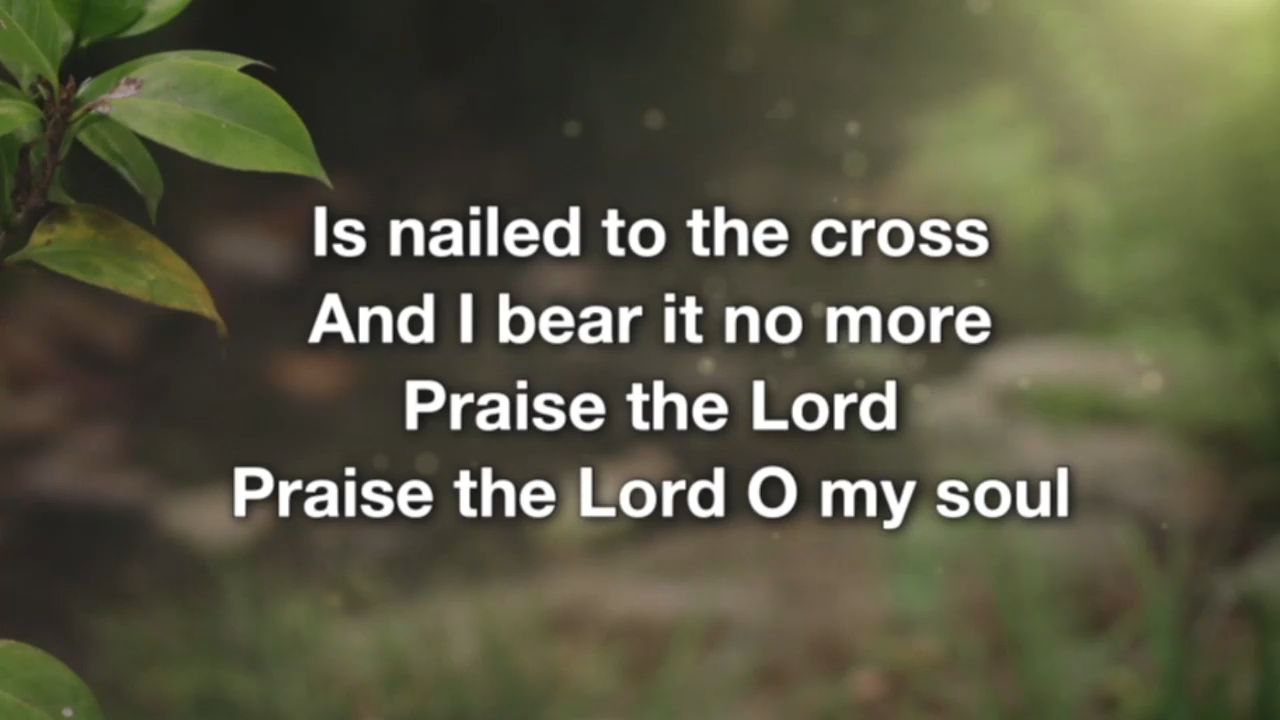 Is nailed to the cross
And I bear it no more
Praise the Lord
Praise the Lord O my soul